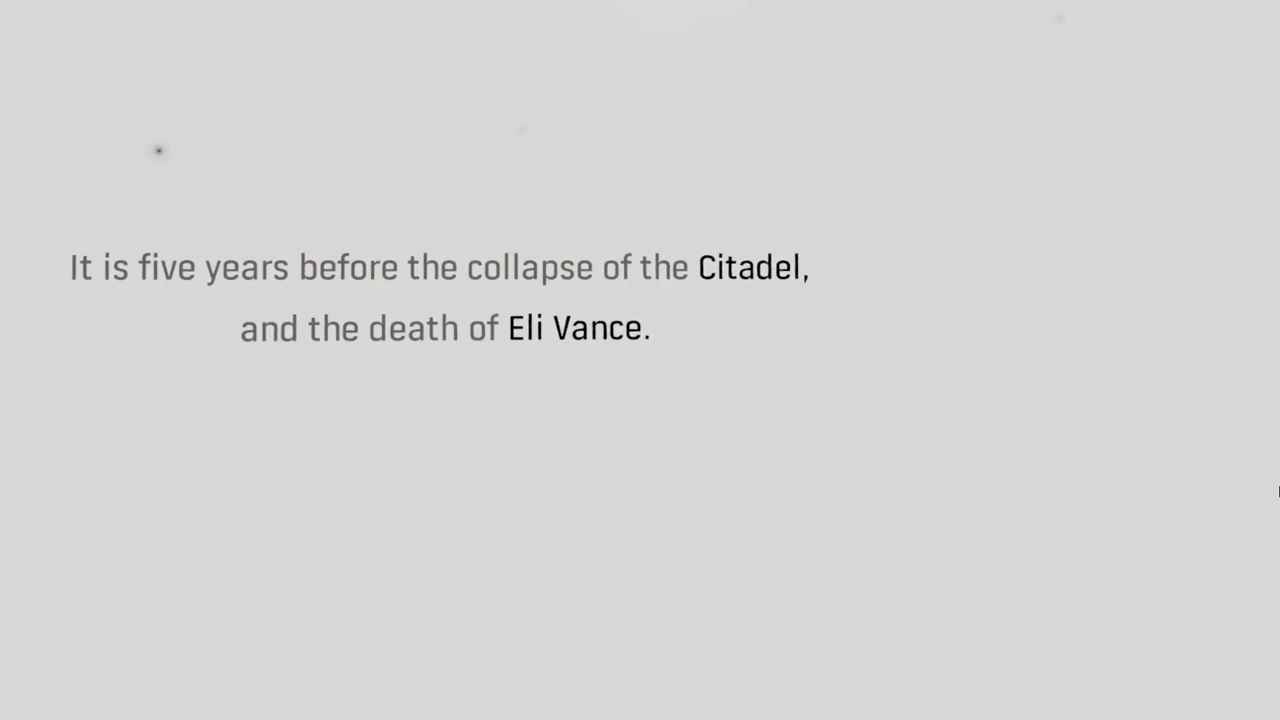 It is five years before the collapse of the Citadel,
and the death of Eli Vance.